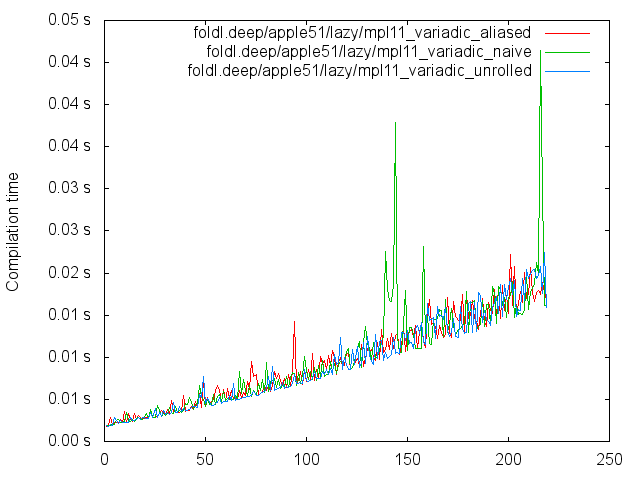 foldl.deep/apple51/lazy/mpl11_variadic_aliased
foldl.deep/apple51/lazy/mpl11_variadic_naive
foldl.deep/apple51/lazy/mpl11_variadic_unrolled
Compilation time
0.05 s
0.04 s
0.04 s
0.03 s
0.03 s
0.02 s
0.01 s
0.01 s
0.01 s
0.00 s
0 50 100 150 200 250